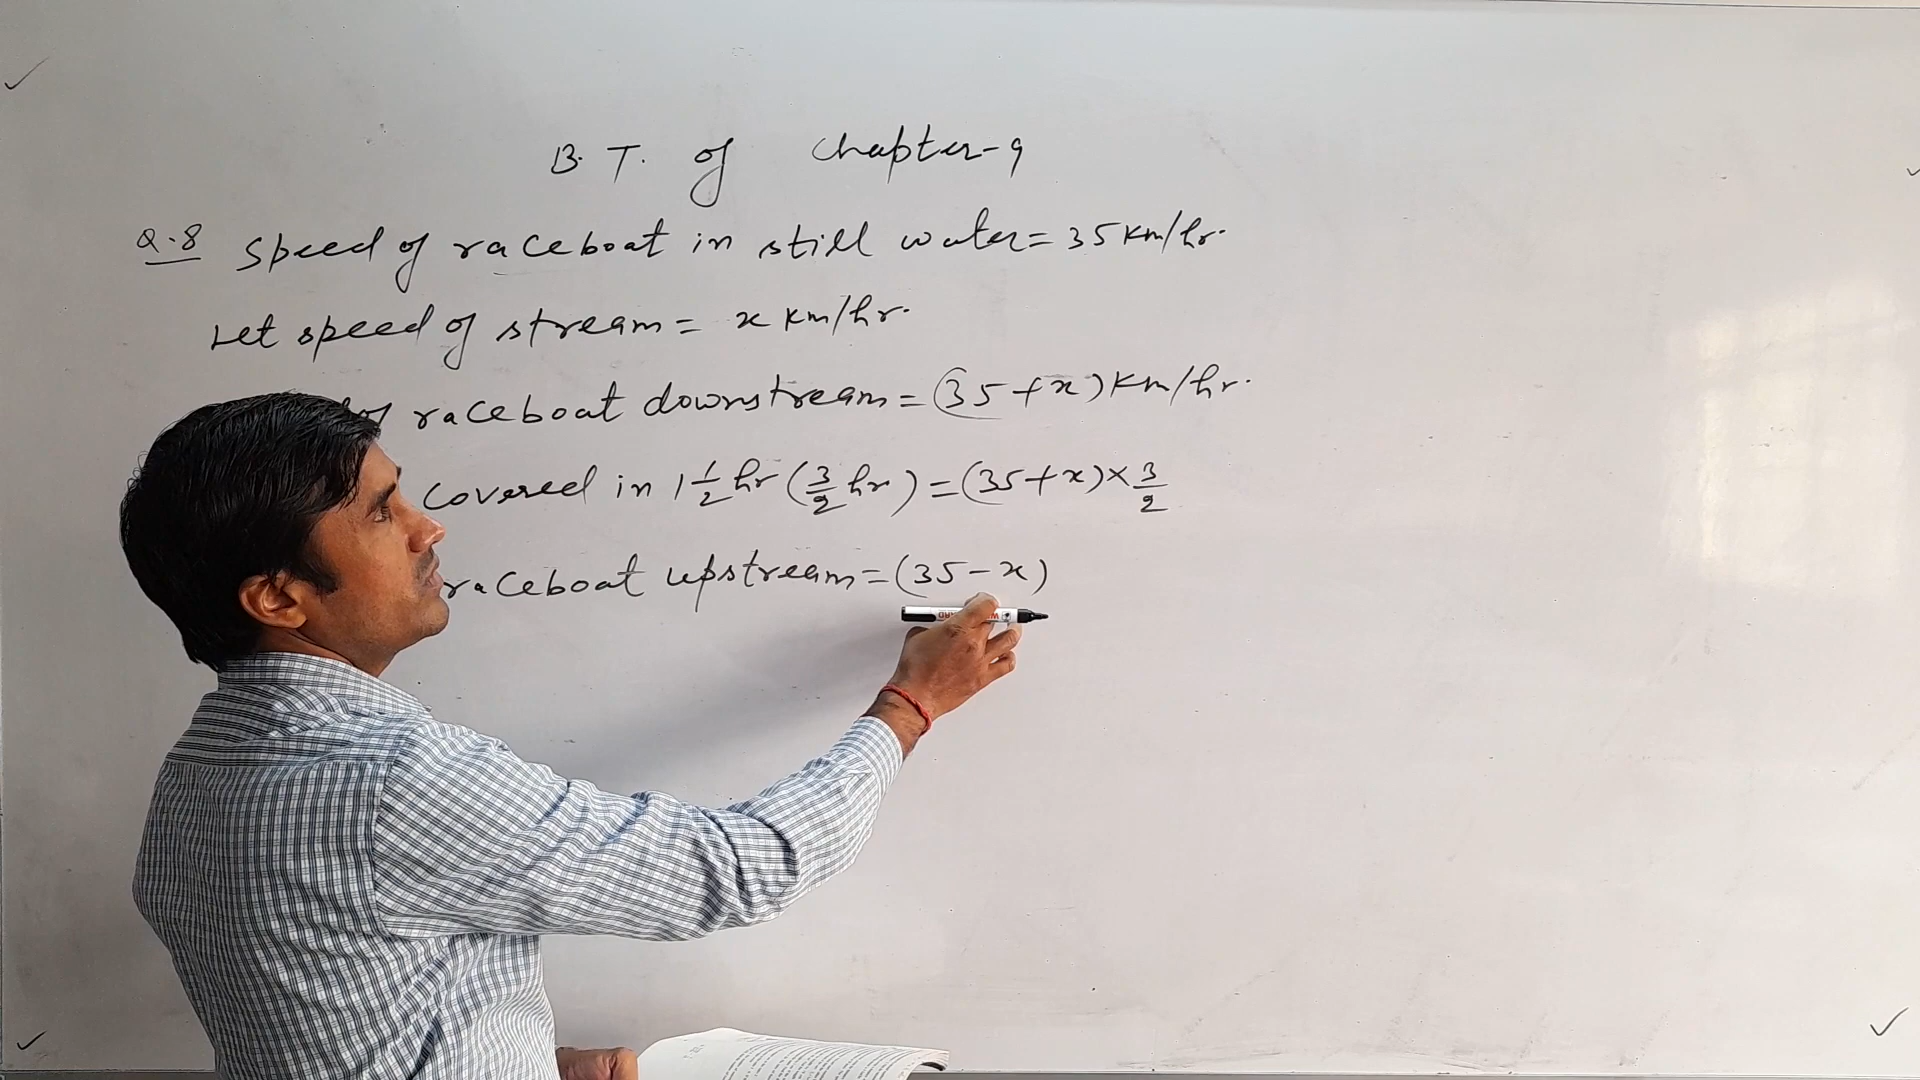 B.T. of Chapter-9
Q.8 Speed of raceboat in still water = 35 Km/hr.
Let speed of stream = x Km/hr.
of raceboat downstream = (35+x) Km/hr.
covered in 1 1/2 hr (3/2 hr) = (35+x) × 3/2
raceboat upstream = (35-x)